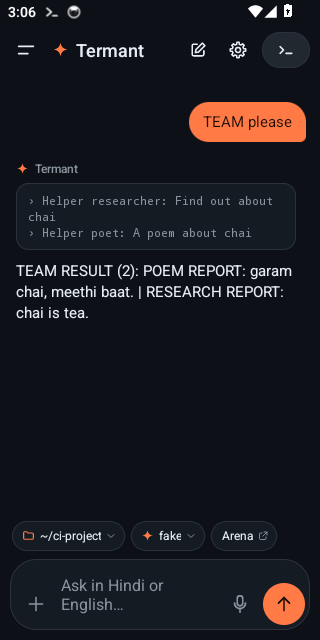 3:06
Termant
TEAM please
Termant
› Helper researcher: Find out about
chai
› Helper poet: A poem about chai
TEAM RESULT (2): POEM REPORT: garam
chai, meethi baat. | RESEARCH REPORT:
chai is tea.
~/ci-project
fake
Arena
Ask in Hindi or
English…